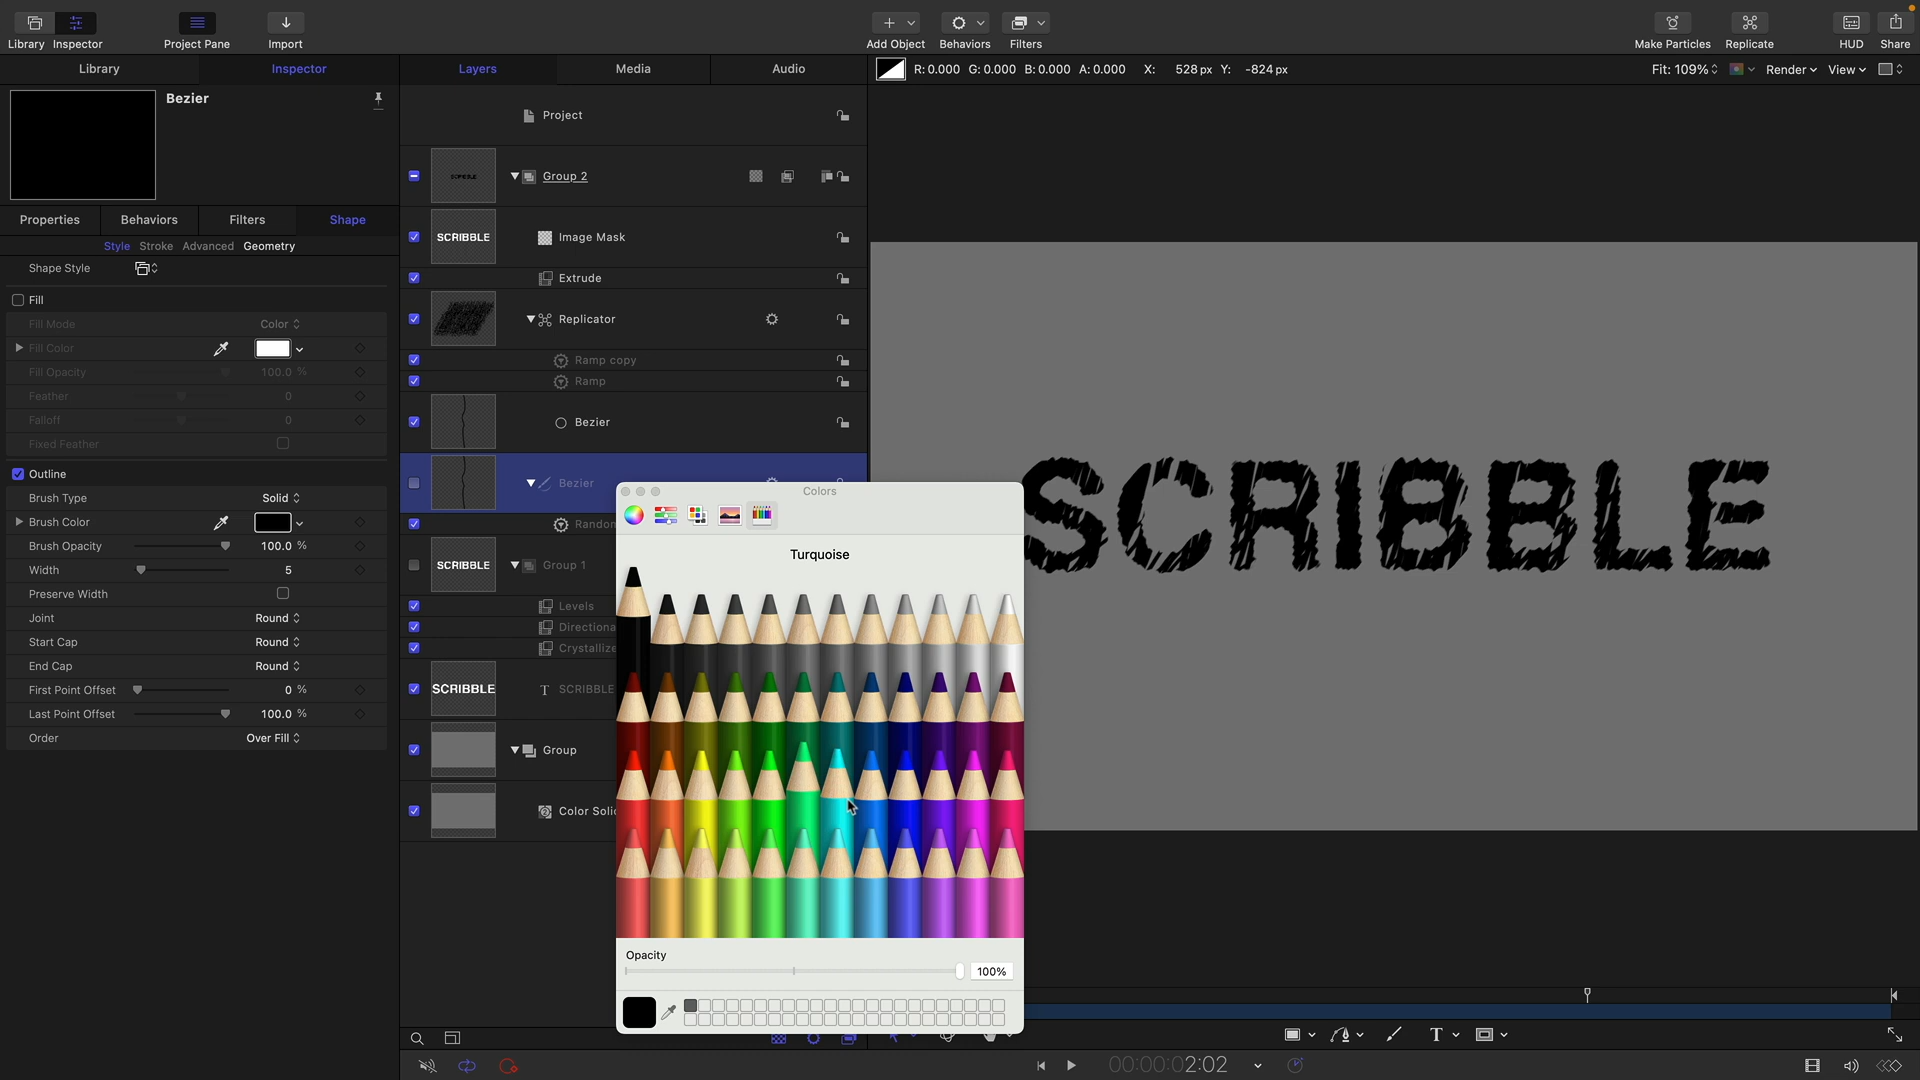 Library Inspector Project Pane Import Add Object Behaviors Filters Make Particles Replicate HUD Share
Library Inspector Layers Media Audio R: 0.000 G: 0.000 B: 0.000 A: 0.000 X: 528 px Y: -824 px Fit: 109% Render View
Bezier
Project
Group 2
Properties Behaviors Filters Shape
Style Stroke Advanced Geometry
Shape Style
Fill
Fill Mode Color
Fill Color
Fill Opacity 100.0 %
Feather 0
Falloff 0
Fixed Feather
Outline
Brush Type Solid
Brush Color
Brush Opacity 100.0 %
Width 5
Preserve Width
Joint Round
Start Cap Round
End Cap Round
First Point Offset 0 %
Last Point Offset 100.0 %
Order Over Fill
SCRIBBLE
SCRIBBLE Image Mask
Extrude
Replicator
Ramp copy
Ramp
Bezier
Bezier
Random
SCRIBBLE Group 1
Levels
Directiona
Crystallize
SCRIBBLE T SCRIBBLE
Group
Color Soli
Colors
Turquoise
Opacity
100%
SCRIBBLE
T
00:00:02:02